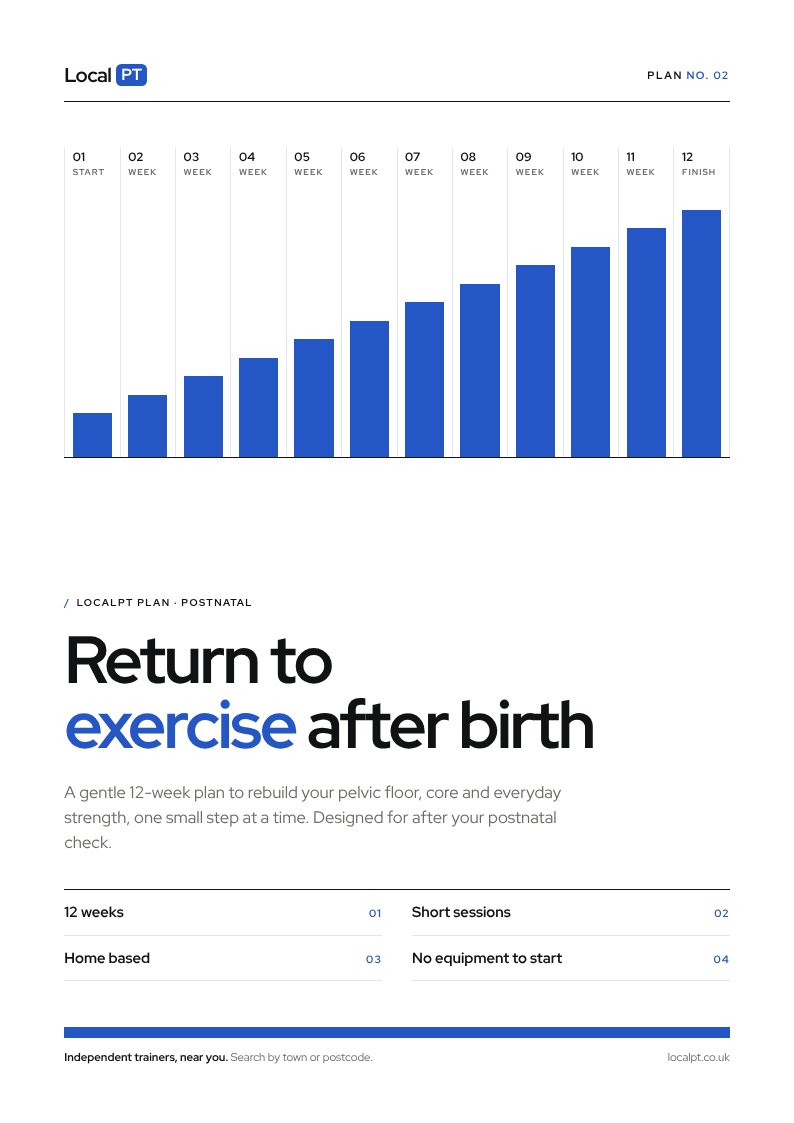 Local PT
PLAN NO. 02
01 02 03 04 05 06 07 08 09 10 11 12
START WEEK WEEK WEEK WEEK WEEK WEEK WEEK WEEK WEEK WEEK FINISH
/ LOCALPT PLAN · POSTNATAL
Return to
exercise after birth
A gentle 12-week plan to rebuild your pelvic floor, core and everyday
strength, one small step at a time. Designed for after your postnatal
check.
12 weeks 01
Short sessions 02
Home based 03
No equipment to start 04
Independent trainers, near you. Search by town or postcode.
localpt.co.uk